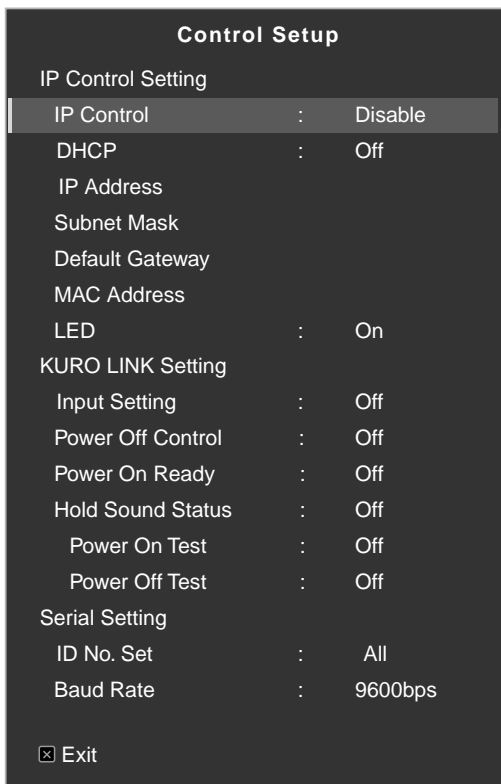 Control Setup
IP Control Setting
IP Control : Disable
DHCP : Off
IP Address
Subnet Mask
Default Gateway
MAC Address
LED : On
KURO LINK Setting
Input Setting : Off
Power Off Control : Off
Power On Ready : Off
Hold Sound Status : Off
Power On Test : Off
Power Off Test : Off
Serial Setting
ID No. Set : All
Baud Rate : 9600bps
Exit